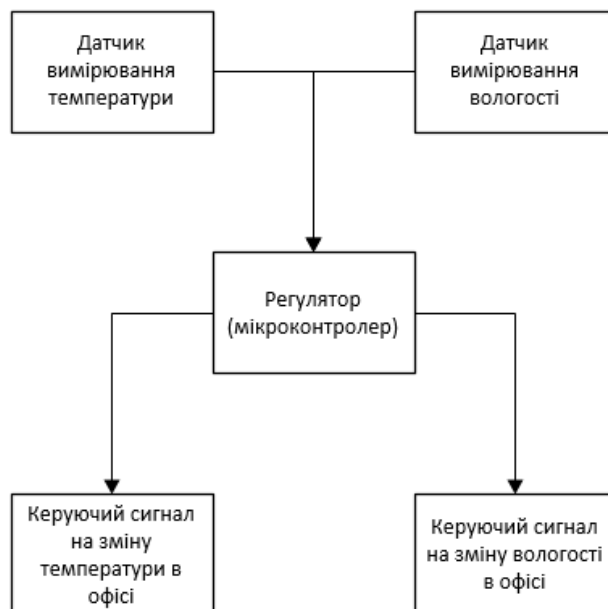 Датчик
вимірювання
температури
Датчик
вимірювання
вологості
Регулятор
(мікроконтролер)
Керуючий сигнал
на зміну
температури в
офісі
Керуючий сигнал
на зміну вологості
в офісі